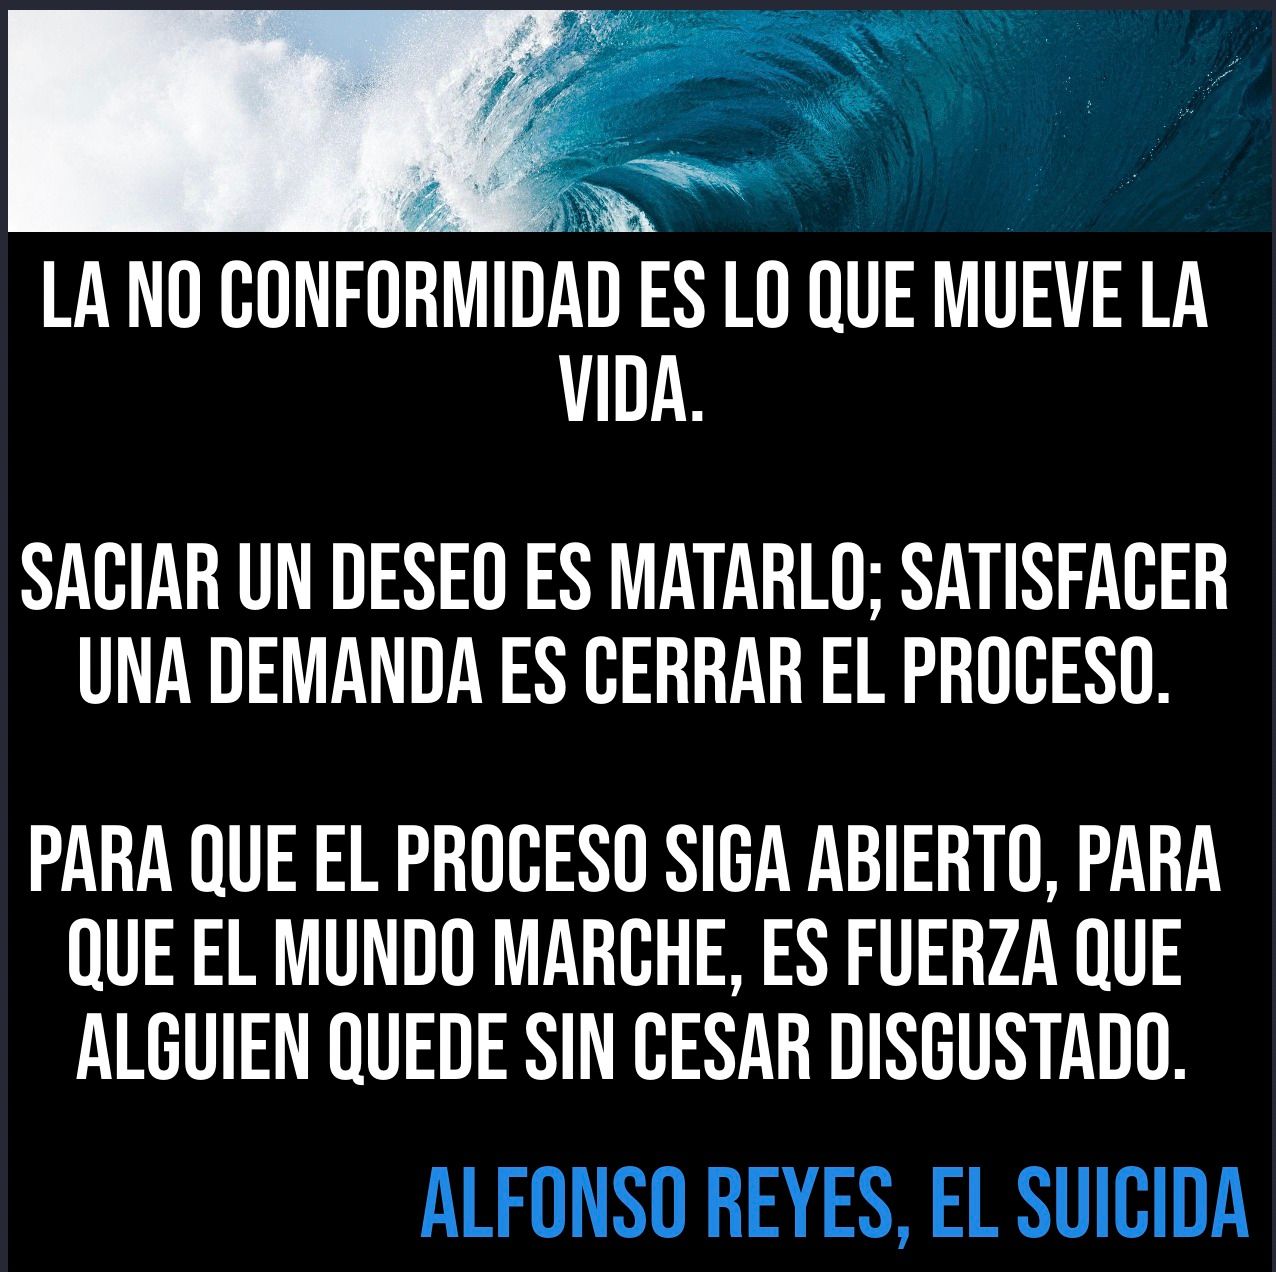 LA NO CONFORMIDAD ES LO QUE MUEVE LA
VIDA.
SACIAR UN DESEO ES MATARLO; SATISFACER
UNA DEMANDA ES CERRAR EL PROCESO.
PARA QUE EL PROCESO SIGA ABIERTO, PARA
QUE EL MUNDO MARCHE, ES FUERZA QUE
ALGUIEN QUEDE SIN CESAR DISGUSTADO.
ALFONSO REYES, EL SUICIDA